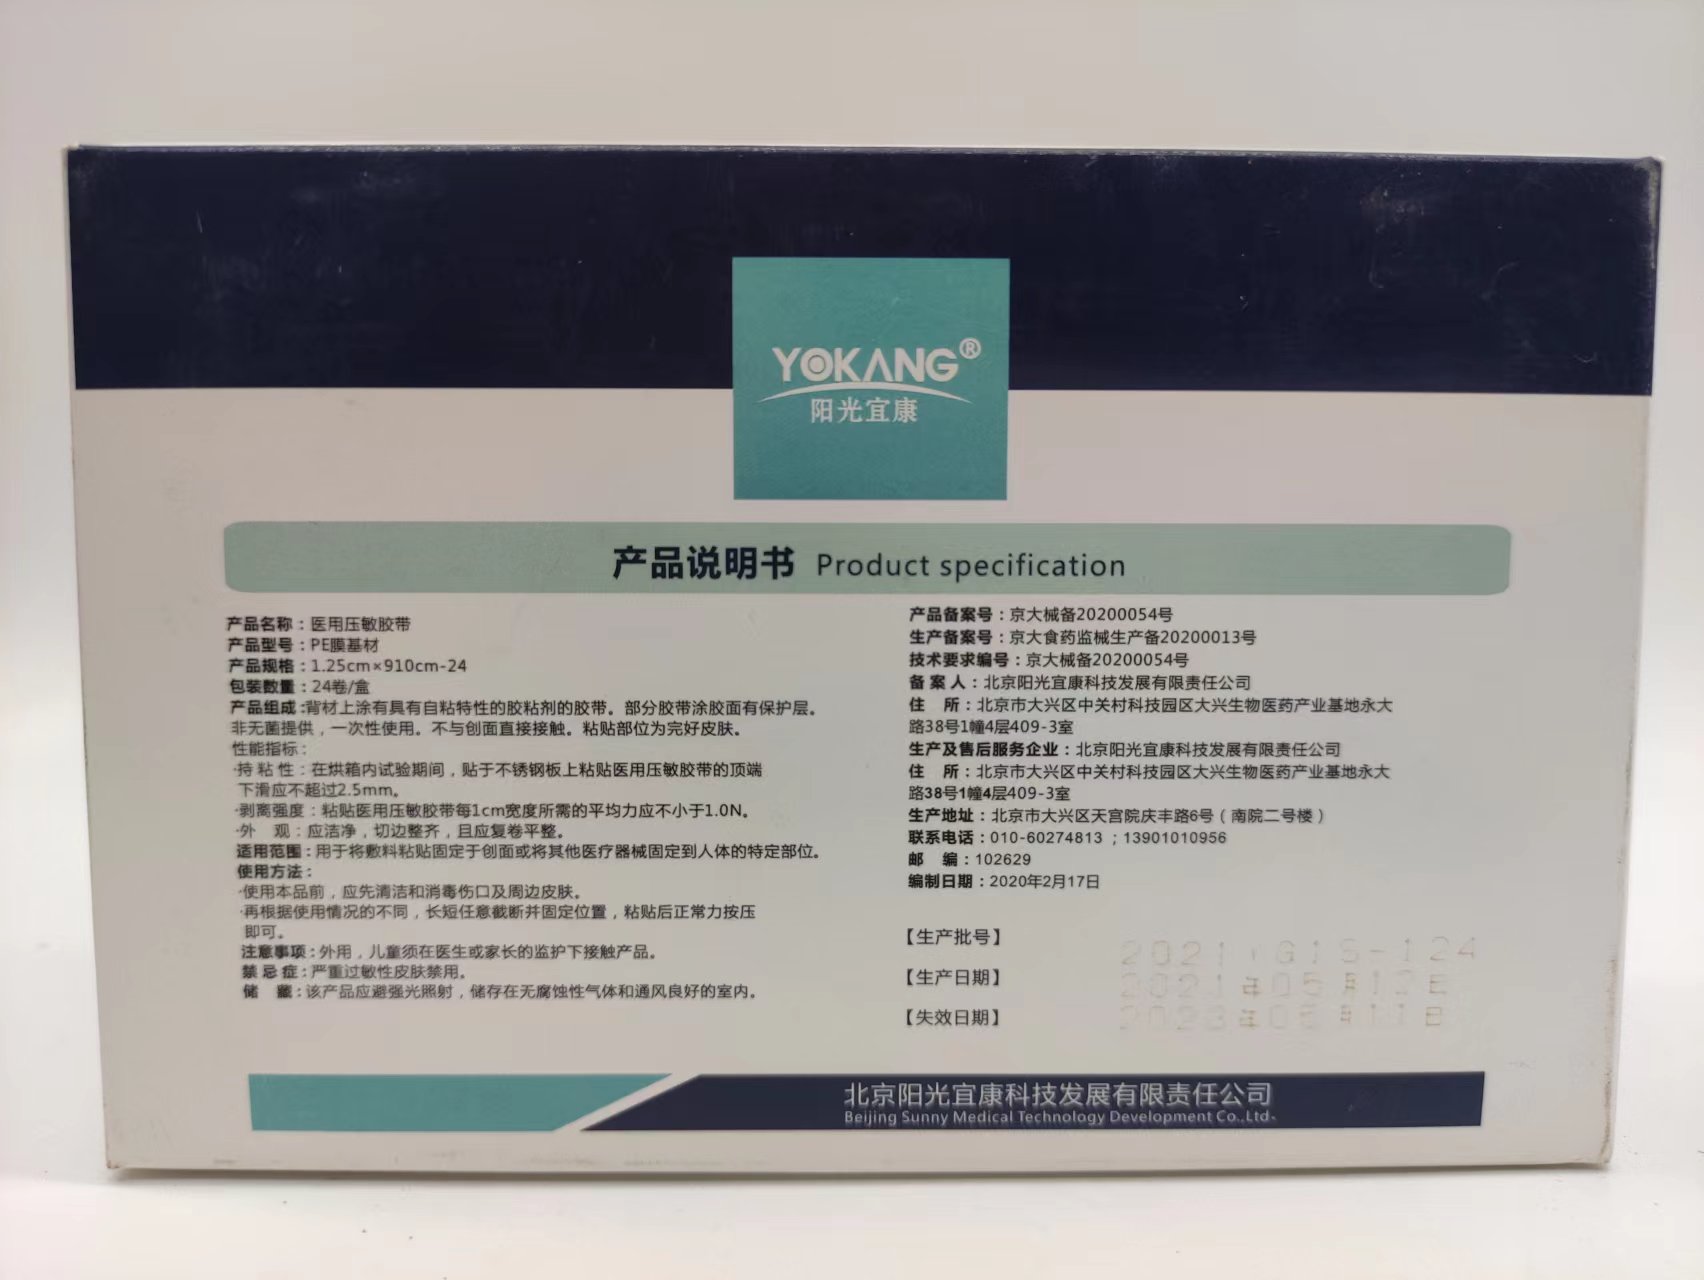 YOKANG®
阳光宜康
产品说明书 Product specification
产品名称：医用压敏胶带
产品型号：PE膜基材
产品规格：1.25cm×910cm-24
包装数量：24卷/盒
产品组成:背材上涂有具有自粘特性的胶粘剂的胶带。部分胶带涂胶面有保护层。
非无菌提供，一次性使用。不与创面直接接触。粘贴部位为完好皮肤。
性能指标：
·持 粘 性：在烘箱内试验期间，贴于不锈钢板上粘贴医用压敏胶带的顶端
下滑应不超过2.5mm。
·剥离强度：粘贴医用压敏胶带每1cm宽度所需的平均力应不小于1.0N。
·外 观：应洁净，切边整齐，且应复卷平整。
适用范围：用于将敷料粘贴固定于创面或将其他医疗器械固定到人体的特定部位。
使用方法：
·使用本品前，应先清洁和消毒伤口及周边皮肤。
·再根据使用情况的不同，长短任意截断并固定位置，粘贴后正常力按压
即可。
注意事项：外用，儿童须在医生或家长的监护下接触产品。
禁 忌 症：严重过敏性皮肤禁用。
储 藏：该产品应避强光照射，储存在无腐蚀性气体和通风良好的室内。
产品备案号：京大械备20200054号
生产备案号：京大食药监械生产备20200013号
技术要求编号：京大械备20200054号
备 案 人：北京阳光宜康科技发展有限责任公司
住 所：北京市大兴区中关村科技园区大兴生物医药产业基地永大
路38号1幢4层409-3室
生产及售后服务企业：北京阳光宜康科技发展有限责任公司
住 所：北京市大兴区中关村科技园区大兴生物医药产业基地永大
路38号1幢4层409-3室
生产地址：北京市大兴区天宫院庆丰路6号（南院二号楼）
联系电话：010-60274813 ；13901010956
邮 编：102629
编制日期：2020年2月17日
【生产批号】
【生产日期】 2021年05月12日
【失效日期】 2023年05月11日
北京阳光宜康科技发展有限责任公司
Beijing Sunny Medical Technology Development Co.,Ltd.